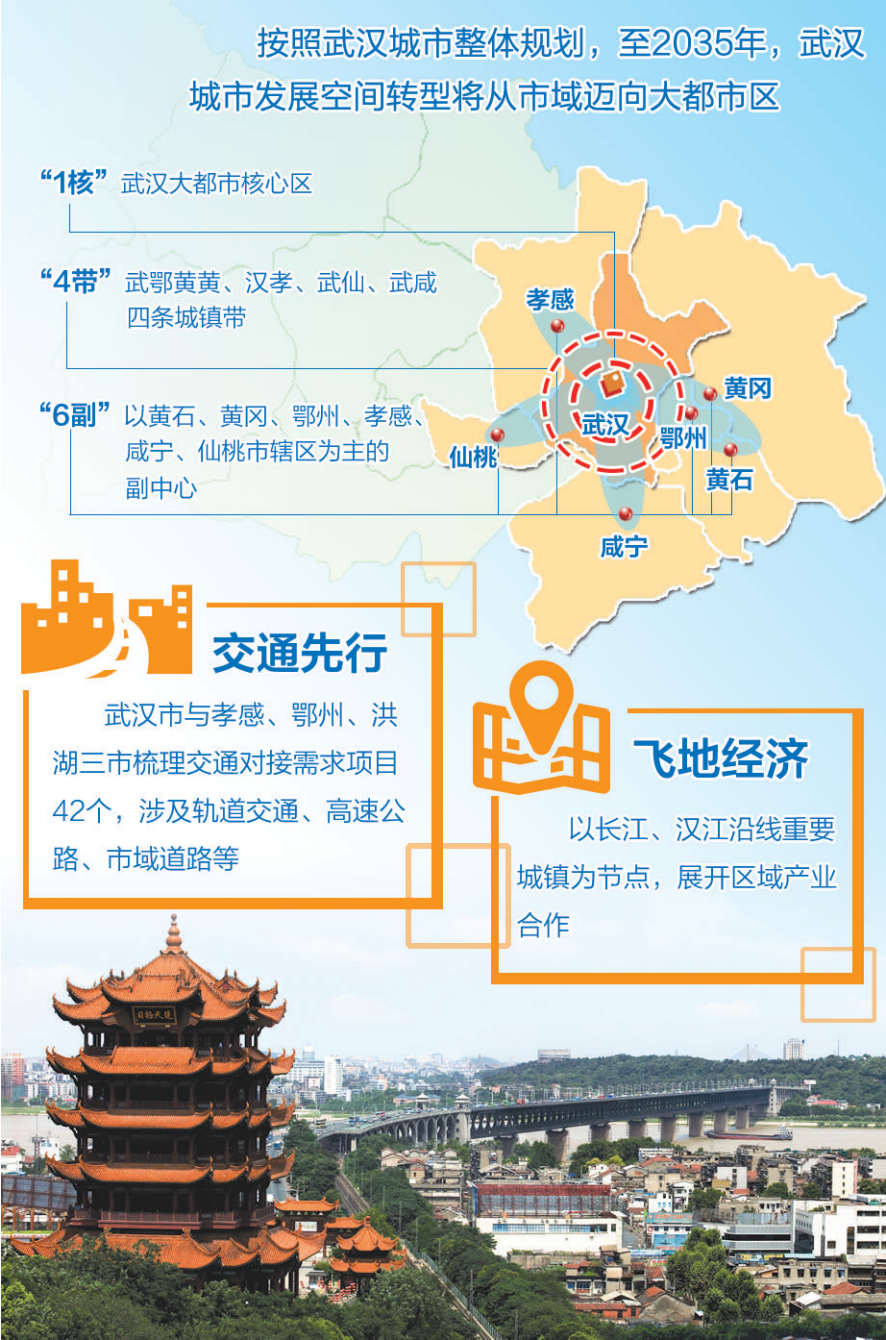 按照武汉城市整体规划，至2035年，武汉
城市发展空间转型将从市域迈向大都市区
“1核” 武汉大都市核心区
“4带” 武鄂黄黄、汉孝、武仙、武咸
四条城镇带
“6副” 以黄石、黄冈、鄂州、孝感、
咸宁、仙桃市辖区为主的
副中心
孝感
黄冈
武汉
鄂州
仙桃
黄石
咸宁
交通先行
武汉市与孝感、鄂州、洪
湖三市梳理交通对接需求项目
42个，涉及轨道交通、高速公
路、市域道路等
飞地经济
以长江、汉江沿线重要
城镇为节点，展开区域产业
合作
目极天楚